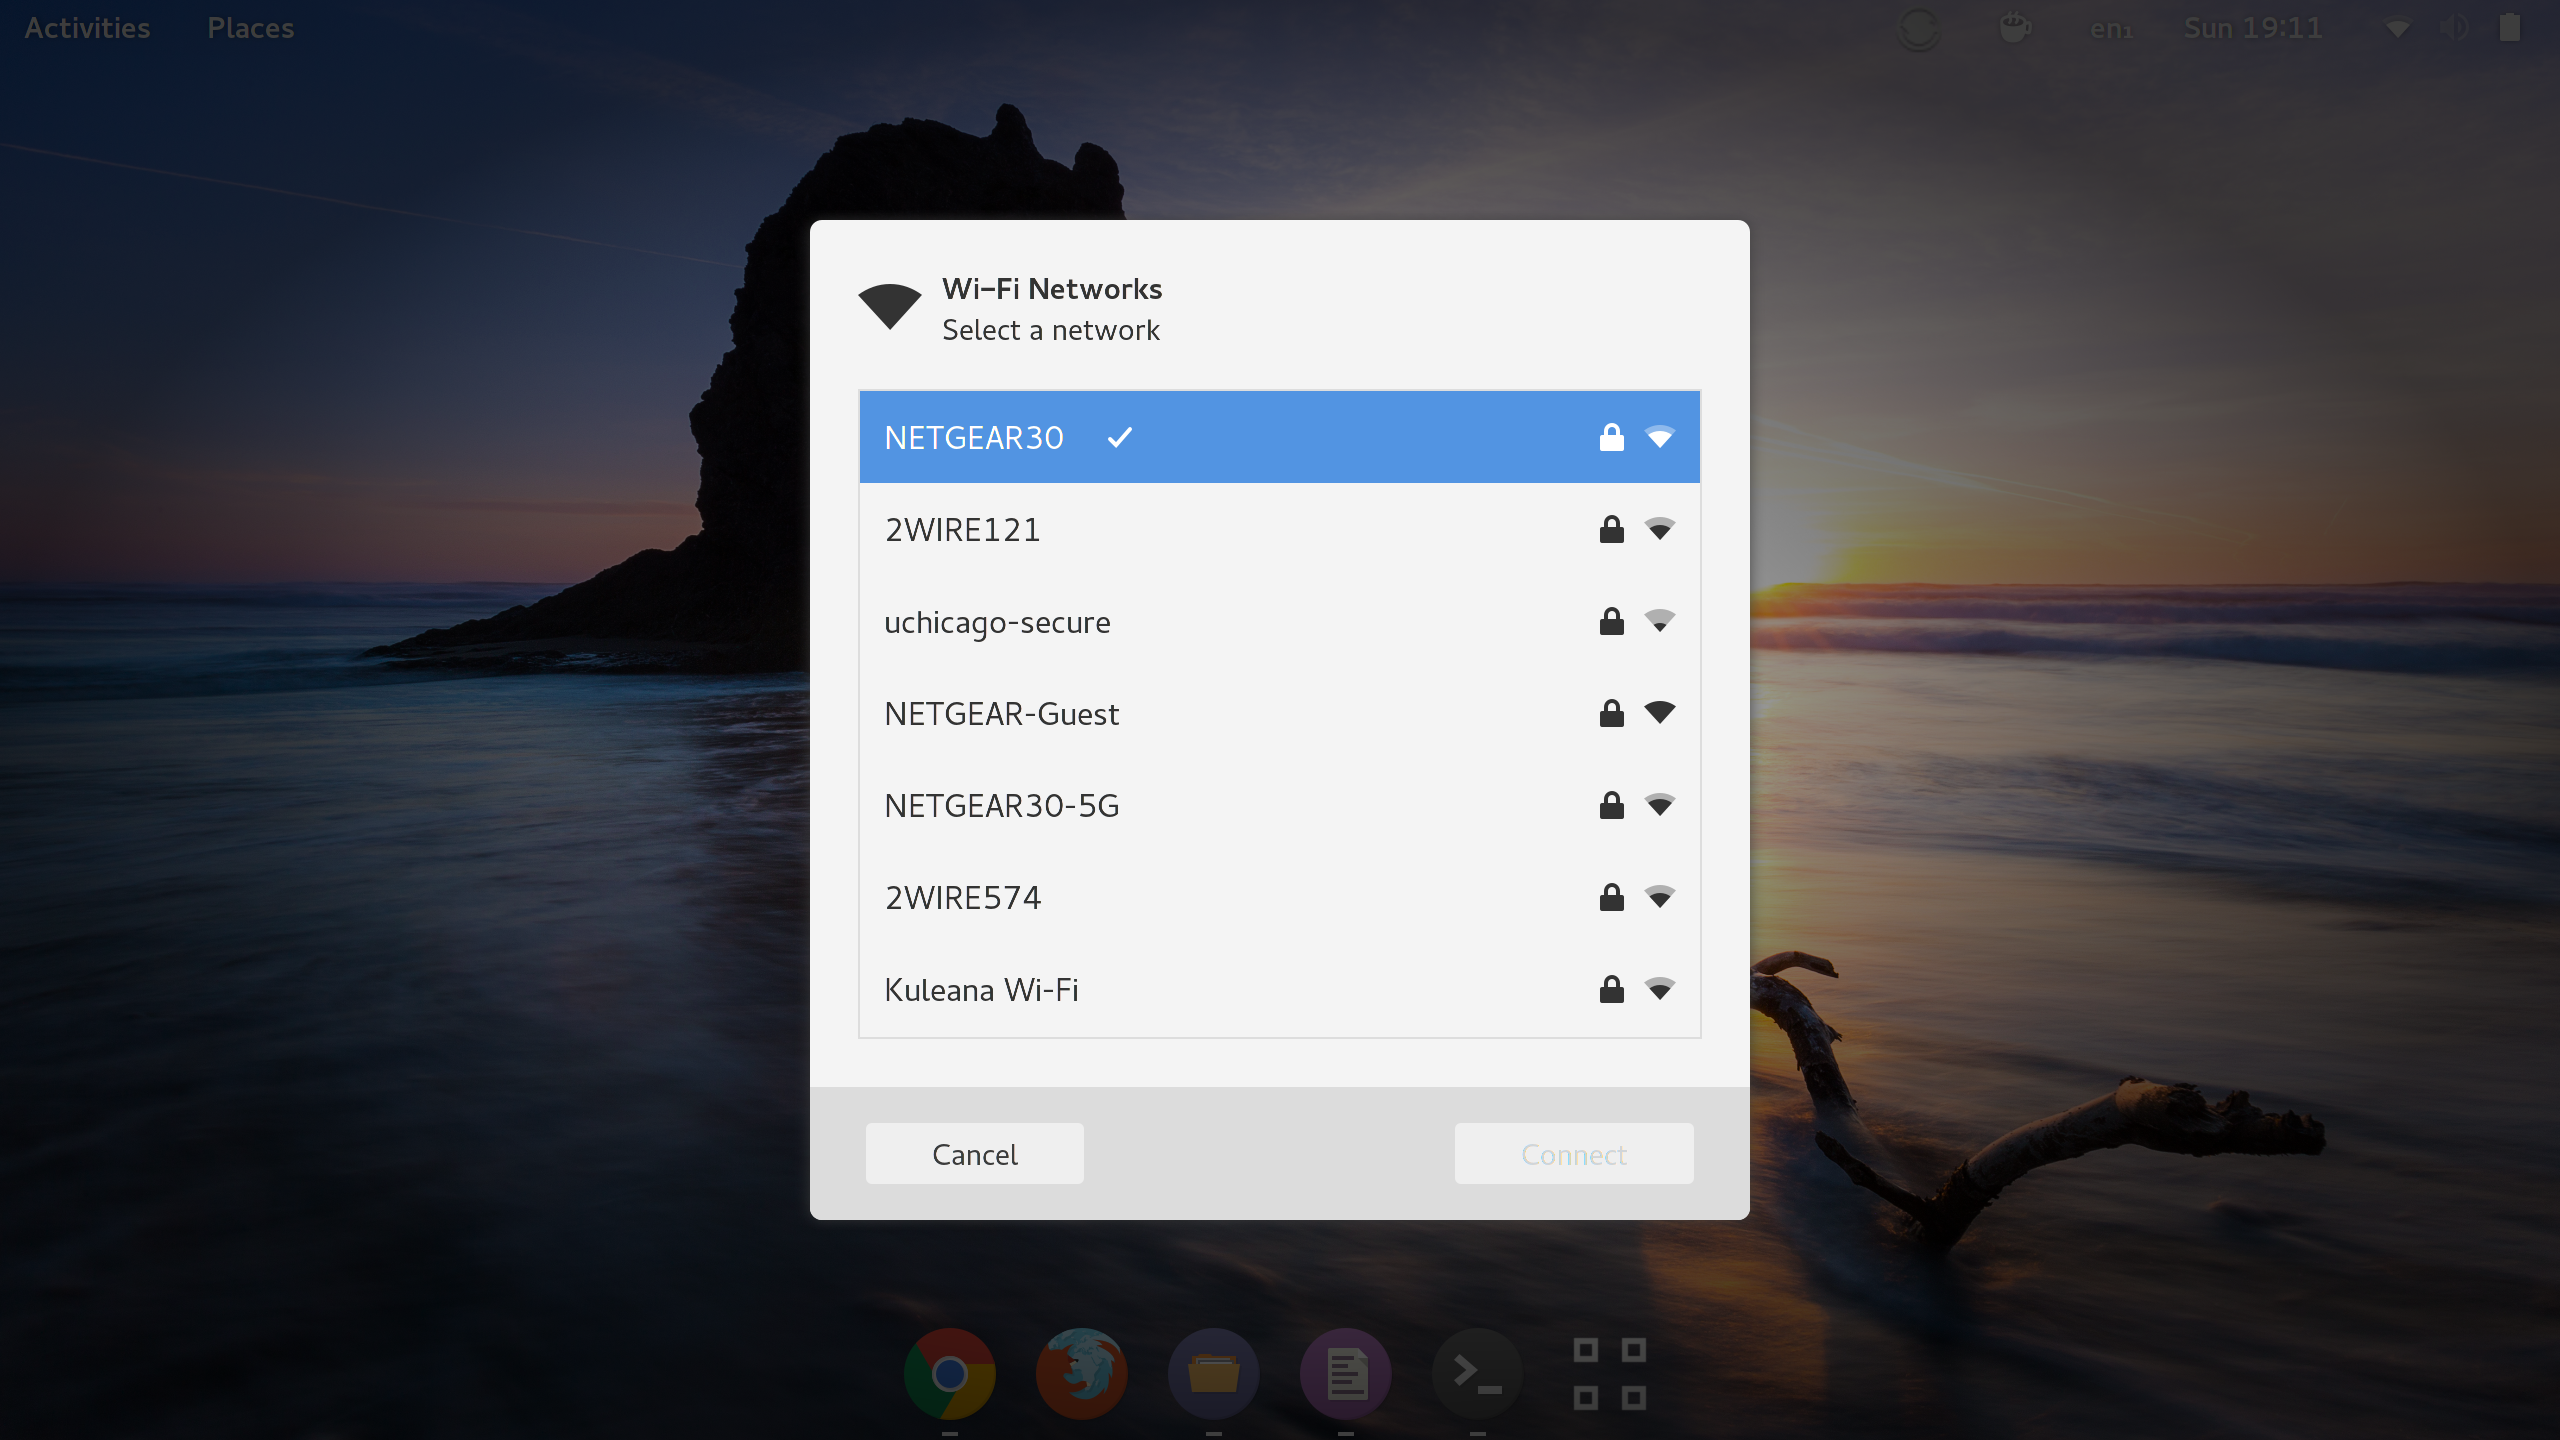 Activities Places en₁ Sun 19:11
Wi-Fi Networks
Select a network
NETGEAR30
2WIRE121
uchicago-secure
NETGEAR-Guest
NETGEAR30-5G
2WIRE574
Kuleana Wi-Fi
Cancel Connect